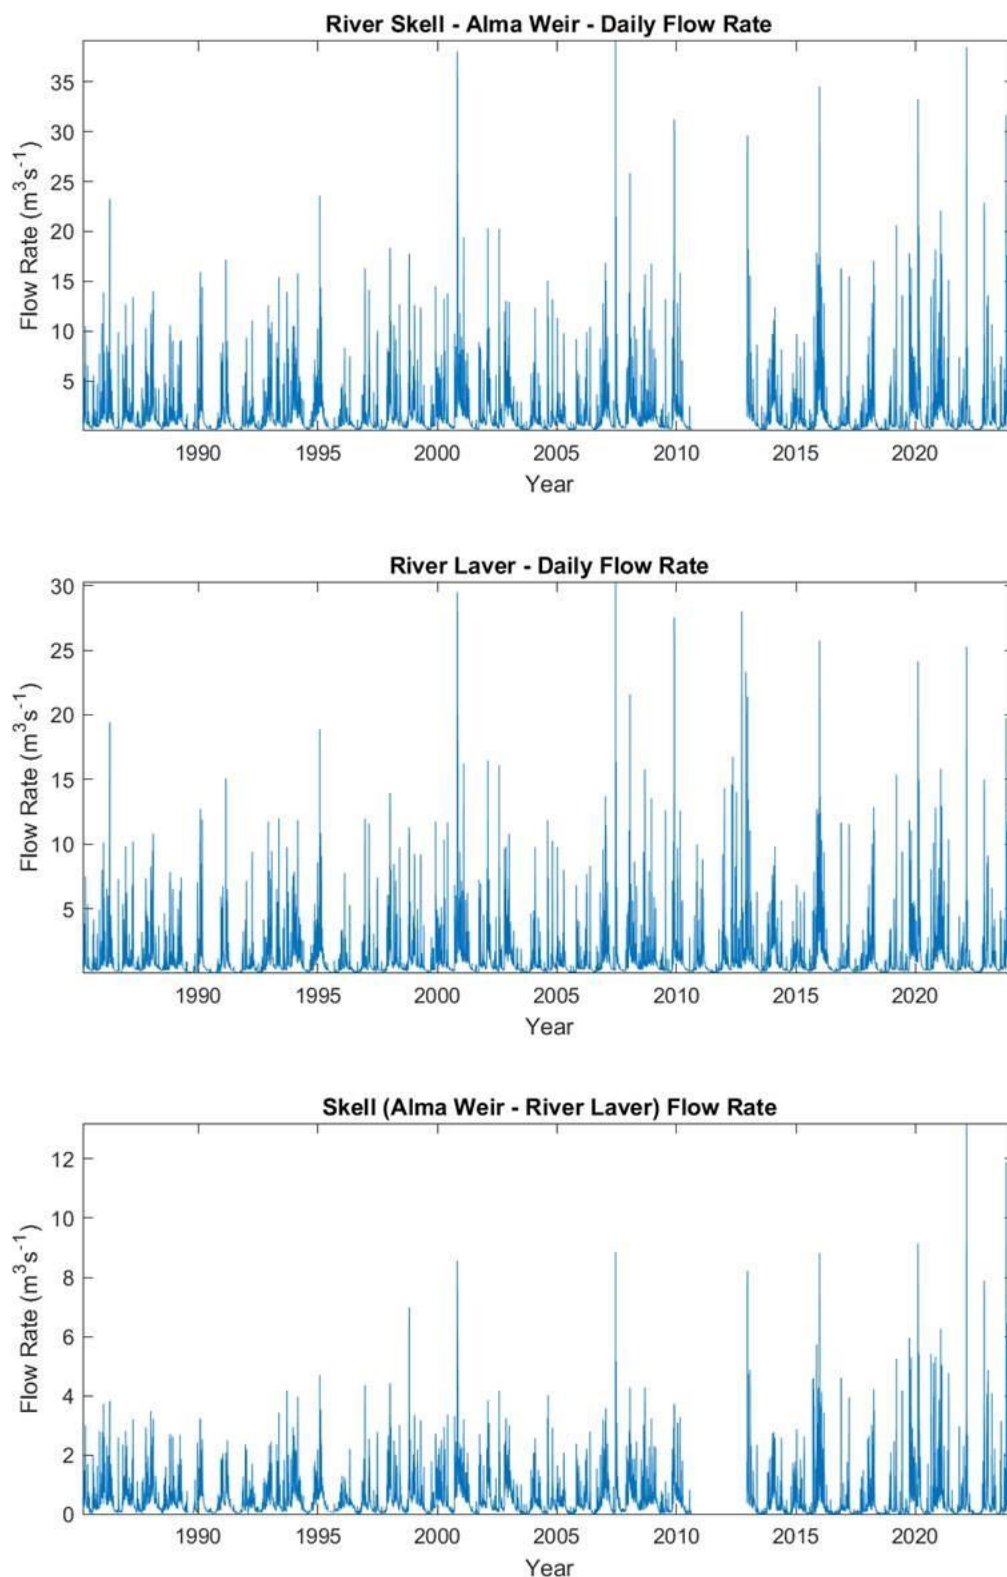 River Skell - Alma Weir - Daily Flow Rate
Flow Rate (m³s⁻¹)
35
30
25
20
15
10
5
1990 1995 2000 2005 2010 2015 2020
Year
River Laver - Daily Flow Rate
Flow Rate (m³s⁻¹)
30
25
20
15
10
5
1990 1995 2000 2005 2010 2015 2020
Year
Skell (Alma Weir - River Laver) Flow Rate
Flow Rate (m³s⁻¹)
12
10
8
6
4
2
0
1990 1995 2000 2005 2010 2015 2020
Year